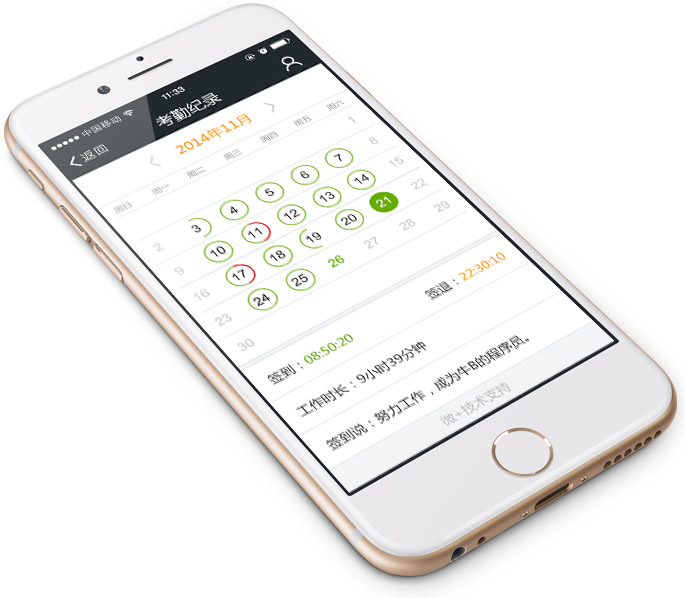 中国移动 11:33
返回 考勤纪录
2014年11月
周日 周一 周二 周三 周四 周五 周六
1
2 3 4 5 6 7 8
9 10 11 12 13 14 15
16 17 18 19 20 21 22
23 24 25 26 27 28 29
30
签到：08:50:20 签退：22:30:10
工作时长：9小时39分钟
签到说：努力工作，成为牛B的程序员。
微+技术支持